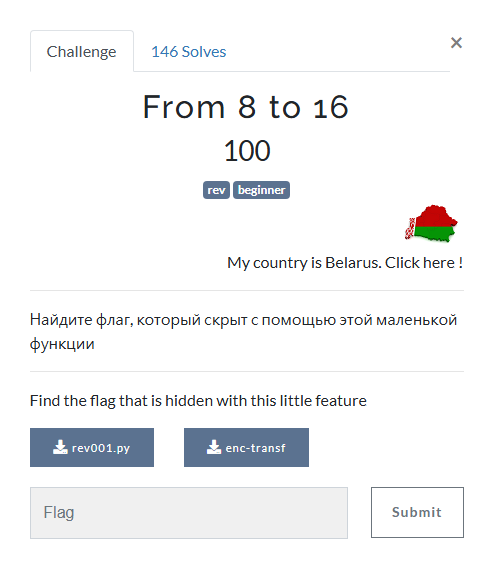 Challenge
146 Solves
×
From 8 to 16
100
rev beginner
My country is Belarus. Click here !
Найдите флаг, который скрыт с помощью этой маленькой
функции
Find the flag that is hidden with this little feature
rev001.py
enc-transf
Flag
Submit